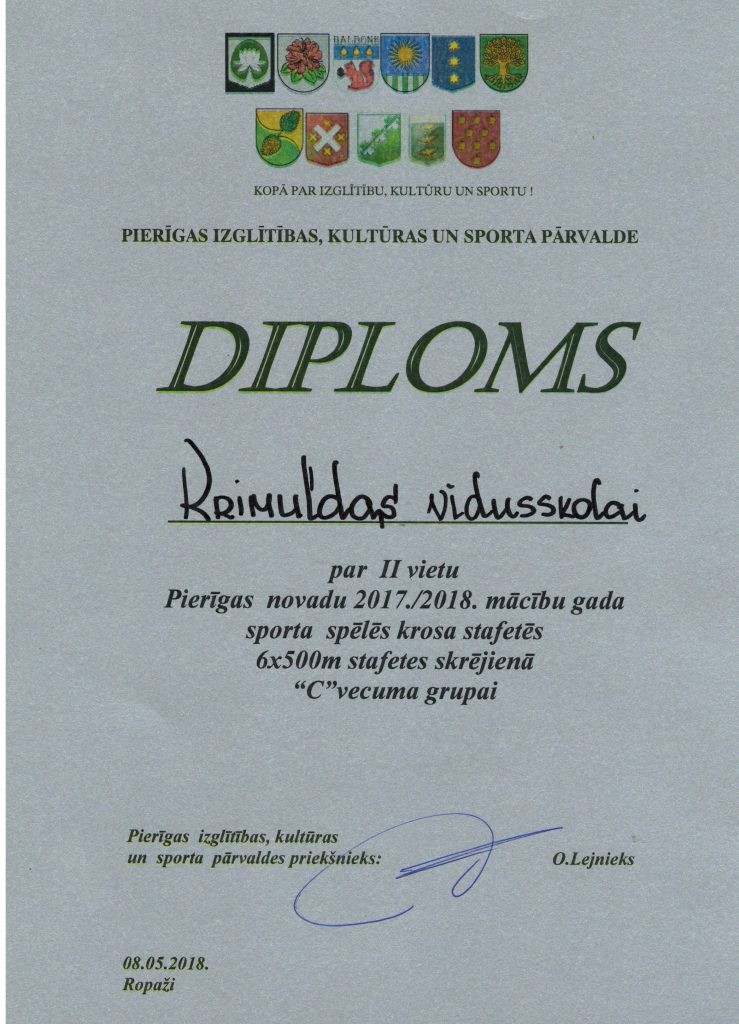 BALDONE
KOPĀ PAR IZGLĪTĪBU, KULTŪRU UN SPORTU !
PIERĪGAS IZGLĪTĪBAS, KULTŪRAS UN SPORTA PĀRVALDE
DIPLOMS
Krimuldas vidusskolai
par II vietu
Pierīgas novadu 2017./2018. mācību gada
sporta spēlēs krosa stafetēs
6x500m stafetes skrējienā
“C”vecuma grupai
Pierīgas izglītības, kultūras
un sporta pārvaldes priekšnieks:
O.Lejnieks
08.05.2018.
Ropaži